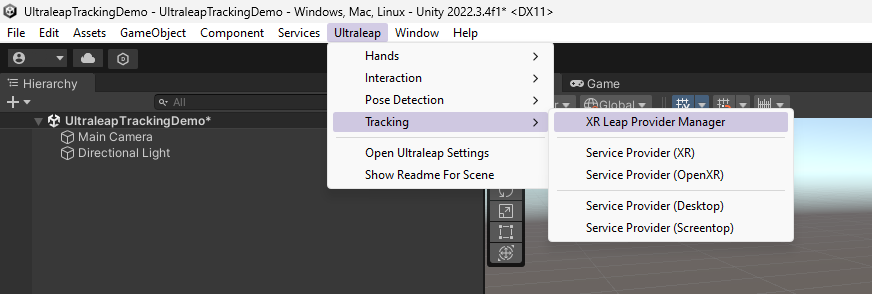 UltraleapTrackingDemo - UltraleapTrackingDemo - Windows, Mac, Linux - Unity 2022.3.4f1* <DX11>
File Edit Assets GameObject Component Services Ultraleap Window Help
Hierarchy
All
UltraleapTrackingDemo*
Main Camera
Directional Light
Hands
Interaction
Pose Detection
Tracking
Open Ultraleap Settings
Show Readme For Scene
Game
Global
XR Leap Provider Manager
Service Provider (XR)
Service Provider (OpenXR)
Service Provider (Desktop)
Service Provider (Screentop)